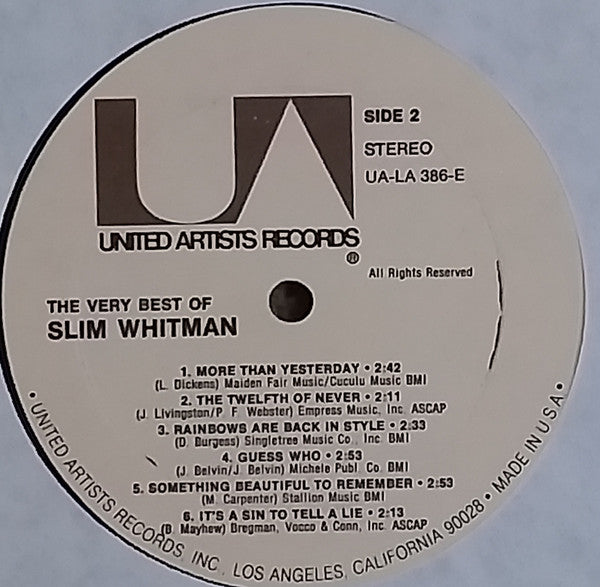 UA
SIDE 2
STEREO
UA-LA 386-E
UNITED ARTISTS RECORDS
®
All Rights Reserved
THE VERY BEST OF
SLIM WHITMAN
1. MORE THAN YESTERDAY • 2:42
(L. Dickens) Maiden Fair Music/Cuculu Music BMI
2. THE TWELFTH OF NEVER • 2:11
(J. Livingston/P. F. Webster) Empress Music, Inc. ASCAP
3. RAINBOWS ARE BACK IN STYLE • 2:33
(D. Burgess) Singletree Music Co., Inc. BMI
4. GUESS WHO • 2:53
(J. Belvin/J. Belvin) Michele Publ. Co. BMI
5. SOMETHING BEAUTIFUL TO REMEMBER • 2:53
(M. Carpenter) Stallion Music BMI
6. IT'S A SIN TO TELL A LIE • 2:13
(B. Mayhew) Bregman, Vocco & Conn, Inc. ASCAP
• UNITED ARTISTS RECORDS, INC., LOS ANGELES, CALIFORNIA 90028 • MADE IN U.S.A. •